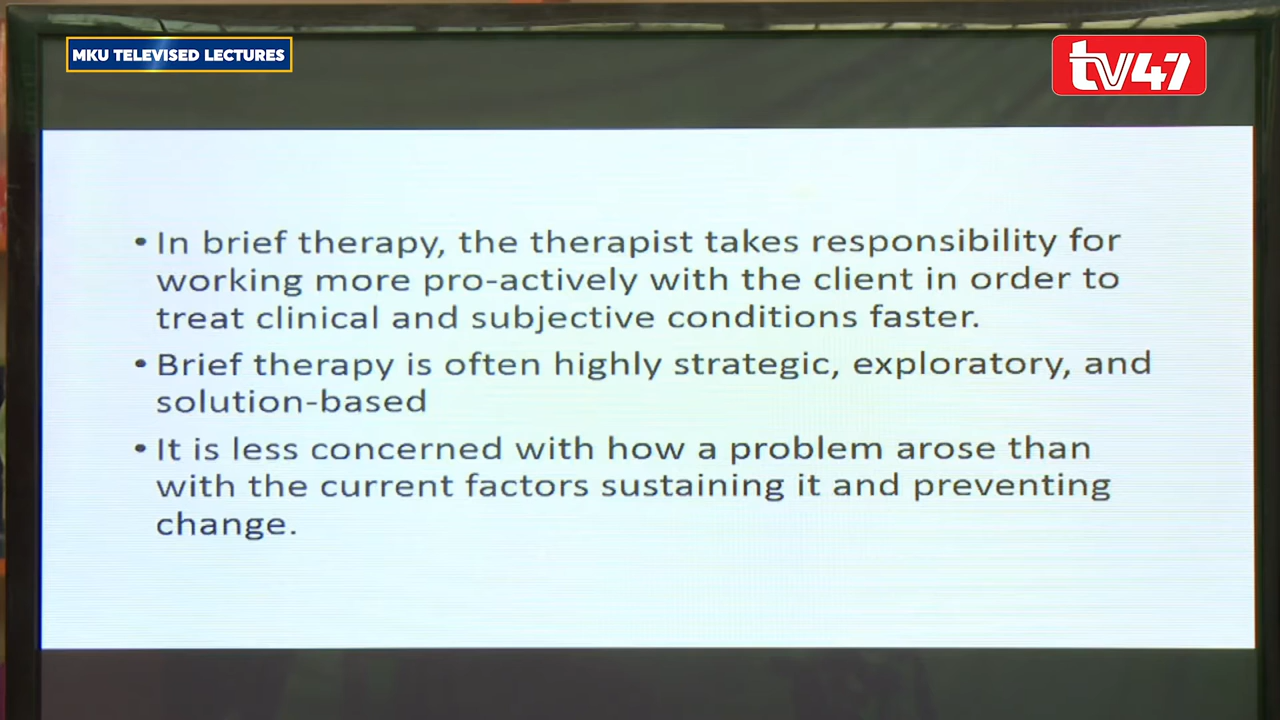 MKU TELEVISED LECTURES
tv47
• In brief therapy, the therapist takes responsibility for
working more pro-actively with the client in order to
treat clinical and subjective conditions faster.
• Brief therapy is often highly strategic, exploratory, and
solution-based
• It is less concerned with how a problem arose than
with the current factors sustaining it and preventing
change.